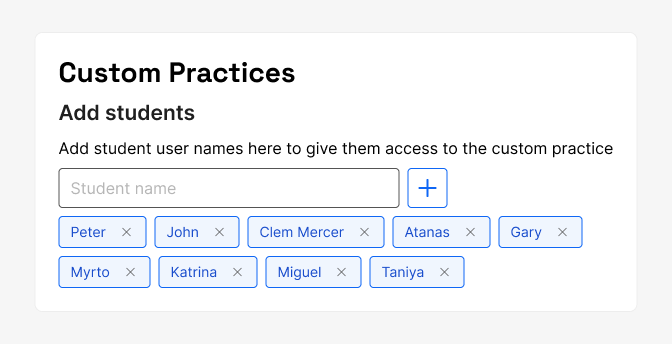 Custom Practices
Add students
Add student user names here to give them access to the custom practice
Student name
Peter John Clem Mercer Atanas Gary
Myrto Katrina Miguel Taniya